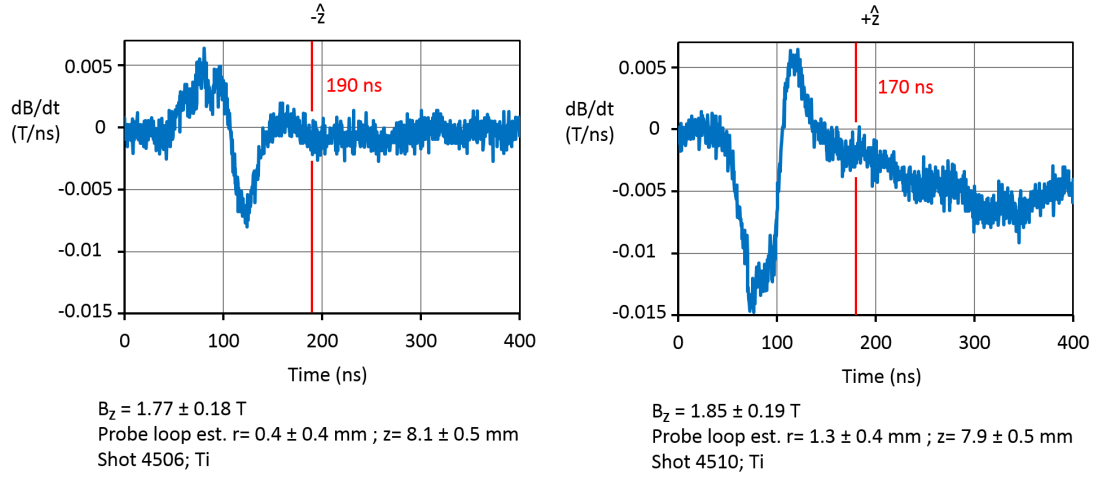 -ẑ
0.005
0
-0.005
-0.01
-0.015
dB/dt
(T/ns)
190 ns
0 100 200 300 400
Time (ns)
B_Z = 1.77 ± 0.18 T
Probe loop est. r= 0.4 ± 0.4 mm ; z= 8.1 ± 0.5 mm
Shot 4506; Ti
+ẑ
0.005
0
-0.005
-0.01
-0.015
dB/dt
(T/ns)
170 ns
0 100 200 300 400
Time (ns)
B_Z = 1.85 ± 0.19 T
Probe loop est. r= 1.3 ± 0.4 mm ; z= 7.9 ± 0.5 mm
Shot 4510; Ti